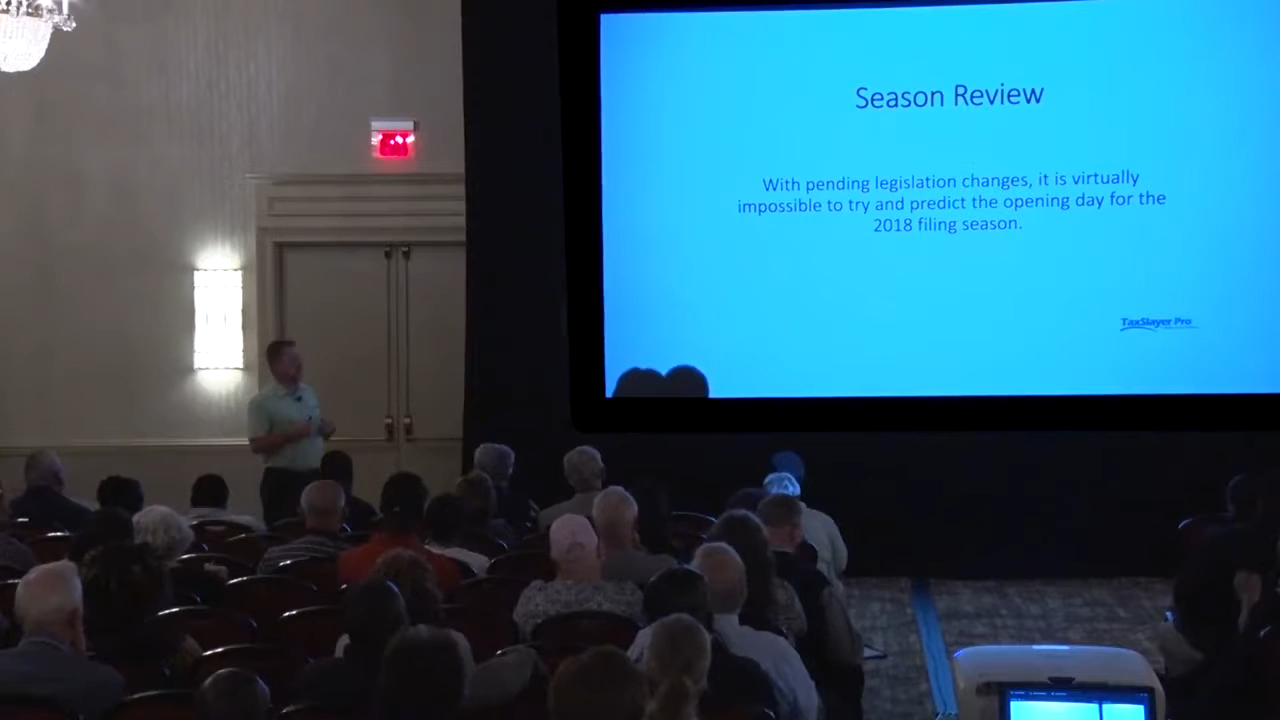 Season Review
With pending legislation changes, it is virtually
impossible to try and predict the opening day for the
2018 filing season.
TaxSlayer Pro